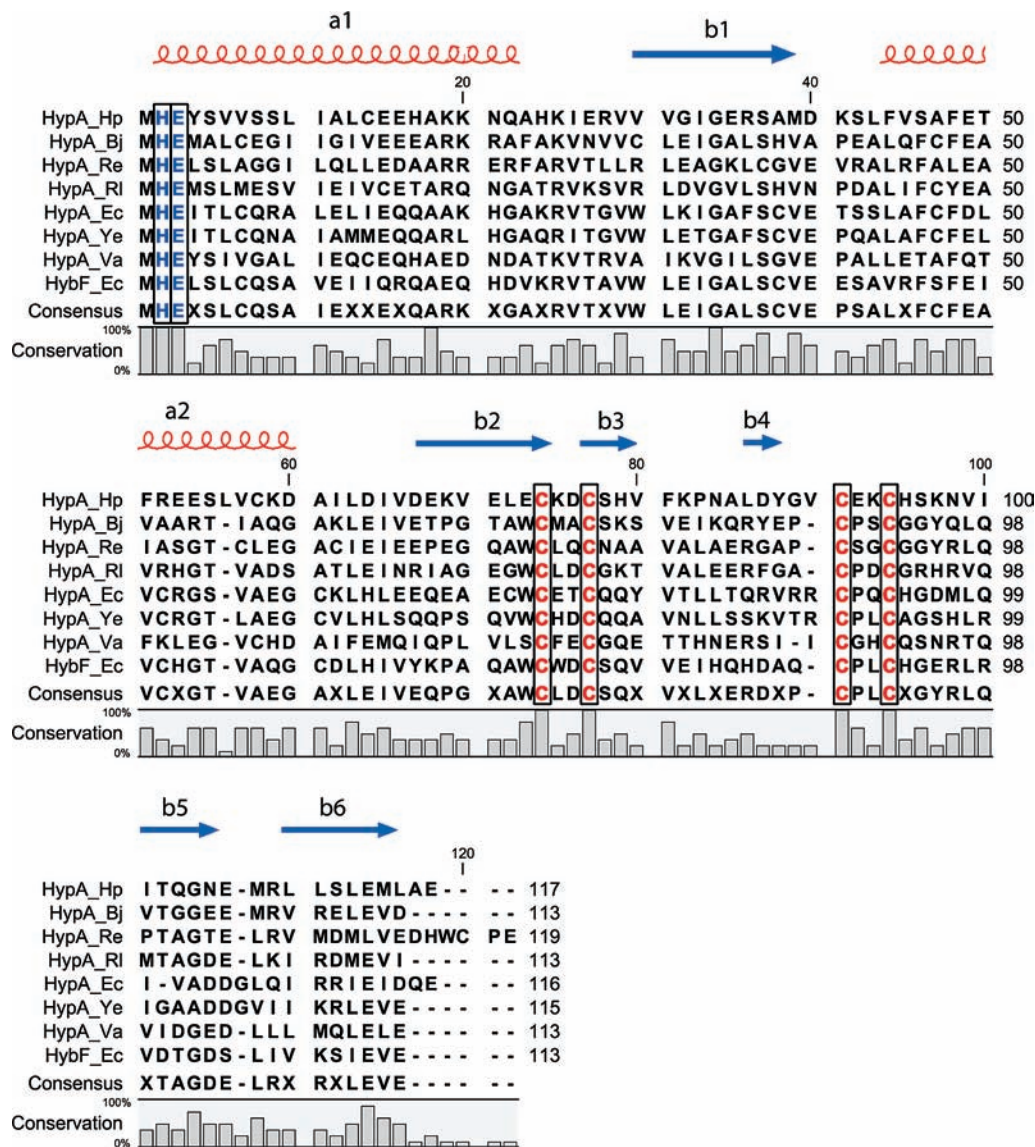 a1 b1
20 40
HypA_Hp MHEYSVVSSL IALCEEHAKK NQAHKIERVV VGIGERSAMD KSLFVSAFET 50
HypA_Bj MHEMALCEGI IGIVEEEARK RAFAKVNVVC LEIGALSHVA PEALQFCFEA 50
HypA_Re MHELSLAGGI LQLLEDAARR ERFARVTLLR LEAGKLCGVE VRALRFALEA 50
HypA_Rl MHEMSLMESV IEIVCETARQ NGATRVKSVR LDVGVLSHVN PDALIFCYEA 50
HypA_Ec MHEITLCQRA LELIEQQAAK HGAKRVTGVW LKIGAFSCVE TSSLAFCFDL 50
HypA_Ye MHEITLCQNA IAMMEQQARL HGAQRITGVW LETGAFSCVE PQALAFCFEL 50
HypA_Va MHEYSIVGAL IEQCEQHAED NDATKVTRVA IKVGILSGVE PALLETAFQT 50
HybF_Ec MHELSLCQSA VEIIQRQAEQ HDVKRVTAVW LEIGALSCVE ESAVRFSFEI 50
Consensus MHEXSLCQSA IEXXEXQARK XGAXRVTXVW LEIGALSCVE PSALXFCFEA
100%
Conservation
0%
a2 b2 b3 b4
60 80 100
HypA_Hp FREESLVCKD AILDIVDEKV ELECKDCSHV FKPNALDYGV CEKCHSKNVI 100
HypA_Bj VAART-IAQG AKLEIVETPG TAWCMACSKS VEIKQRYEP- CPSCGGYQLQ 98
HypA_Re IASGT-CLEG ACIEIEEPEG QAWCLQCNAA VALAERGAP- CSGCGGYRLQ 98
HypA_Rl VRHGT-VADS ATLEINRIAG EGWCLDCGKT VALEERFGA- CPDCGRHRVQ 98
HypA_Ec VCRGS-VAEG CKLHLEEQEA ECWCETCQQY VTLLTQRVRR CPQCHGDMLQ 99
HypA_Ye VCRGT-LAEG CVLHLSQQPS QVWCHDCQQA VNLLSSKVTR CPLCAGSHLR 99
HypA_Va FKLEG-VCHD AIFEMQIQPL VLSCFECGQE TTHNERSI-I CGHCQSNRTQ 98
HybF_Ec VCHGT-VAQG CDLHIVYKPA QAWCWDCSQV VEIHQHDAQ- CPLCHGERLR 98
Consensus VCXGT-VAEG AXLEIVEQPG XAWCLDCSQX VXLXERDXP- CPLCXGYRLQ
100%
Conservation
0%
b5 b6
120
HypA_Hp ITQGNE-MRL LSLEMLAE-- -- 117
HypA_Bj VTGGEE-MRV RELEVD---- -- 113
HypA_Re PTAGTE-LRV MDMLVEDHWC PE 119
HypA_Rl MTAGDE-LKI RDMEVI---- -- 113
HypA_Ec I-VADDGLQI RRIEIDQE-- -- 116
HypA_Ye IGAADDGVII KRLEVE---- -- 115
HypA_Va VIDGED-LLL MQLELE---- -- 113
HybF_Ec VDTGDS-LIV KSIEVE---- -- 113
Consensus XTAGDE-LRX RXLEVE---- --
100%
Conservation
0%